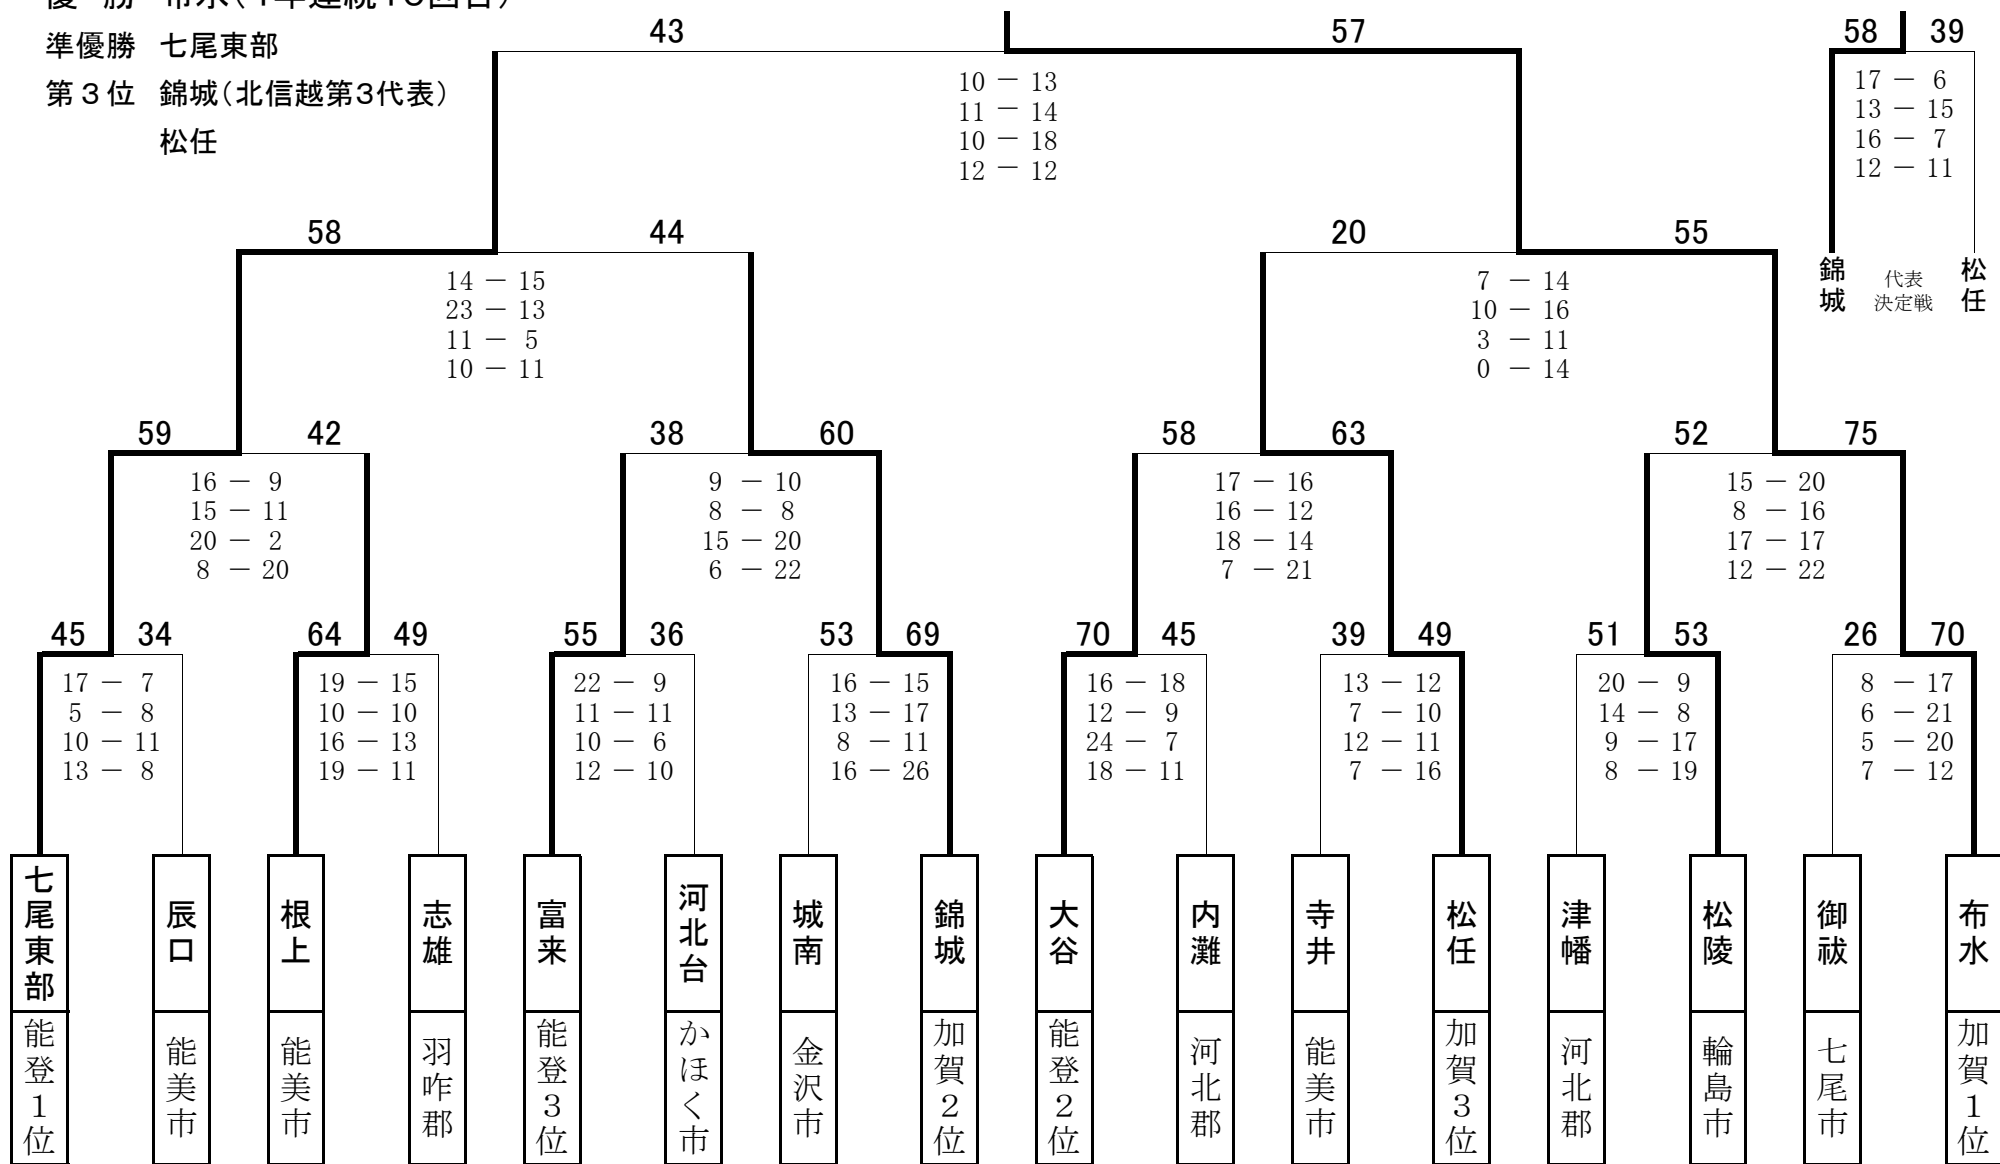 準優勝 七尾東部
第3位 錦城(北信越第3代表)
松任
43 57
10 － 13
11 － 14
10 － 18
12 － 12
58 39
17 － 6
13 － 15
16 － 7
12 － 11
錦城
代表
決定戦
松任
58 44
14 － 15
23 － 13
11 － 5
10 － 11
20 55
7 － 14
10 － 16
3 － 11
0 － 14
59 42
16 － 9
15 － 11
20 － 2
8 － 20
38 60
9 － 10
8 － 8
15 － 20
6 － 22
58 63
17 － 16
16 － 12
18 － 14
7 － 21
52 75
15 － 20
8 － 16
17 － 17
12 － 22
45 34
17 － 7
5 － 8
10 － 11
13 － 8
64 49
19 － 15
10 － 10
16 － 13
19 － 11
55 36
22 － 9
11 － 11
10 － 6
12 － 10
53 69
16 － 15
13 － 17
8 － 11
16 － 26
70 45
16 － 18
12 － 9
24 － 7
18 － 11
39 49
13 － 12
7 － 10
12 － 11
7 － 16
51 53
20 － 9
14 － 8
9 － 17
8 － 19
26 70
8 － 17
6 － 21
5 － 20
7 － 12
七尾東部
能登1位
辰口
能美市
根上
能美市
志雄
羽咋郡
富来
能登3位
河北台
かほく市
城南
金沢市
錦城
加賀2位
大谷
能登2位
内灘
河北郡
寺井
能美市
松任
加賀3位
津幡
河北郡
松陵
輪島市
御祓
七尾市
布水
加賀1位